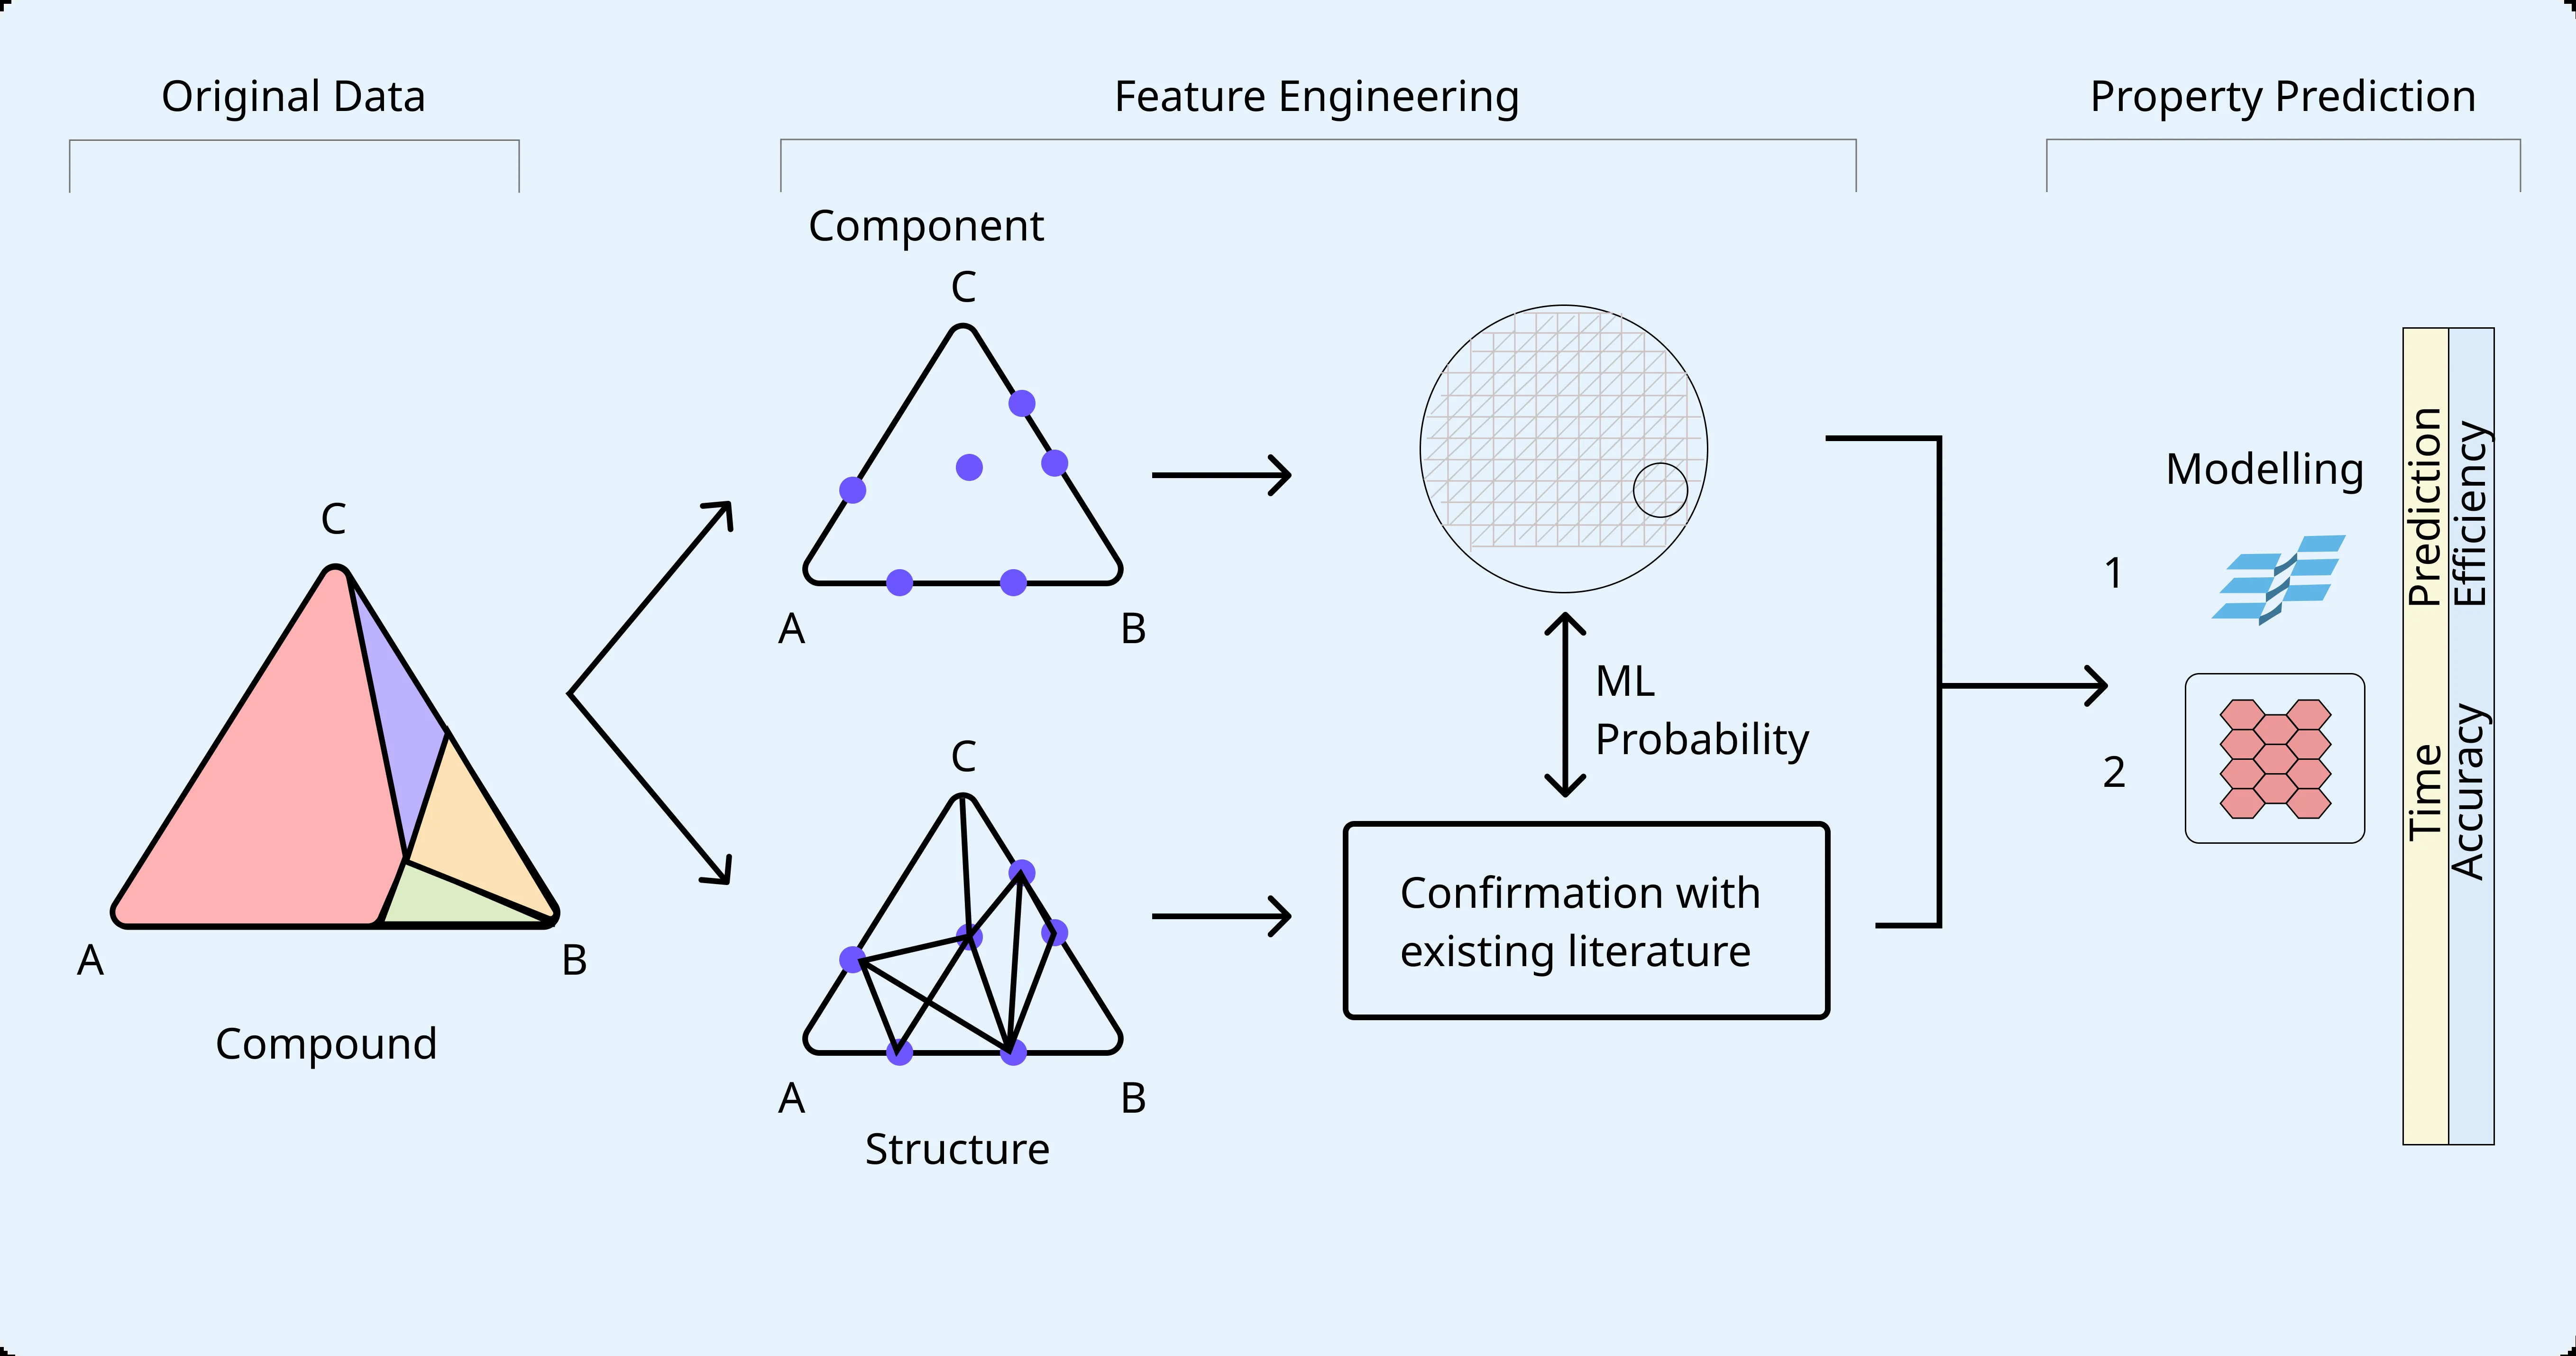 Original Data
Feature Engineering
Property Prediction
C
A
B
Compound
Component
C
A
B
C
A
B
Structure
ML
Probability
Confirmation with
existing literature
Modelling
1
2
Time Prediction
Accuracy Efficiency